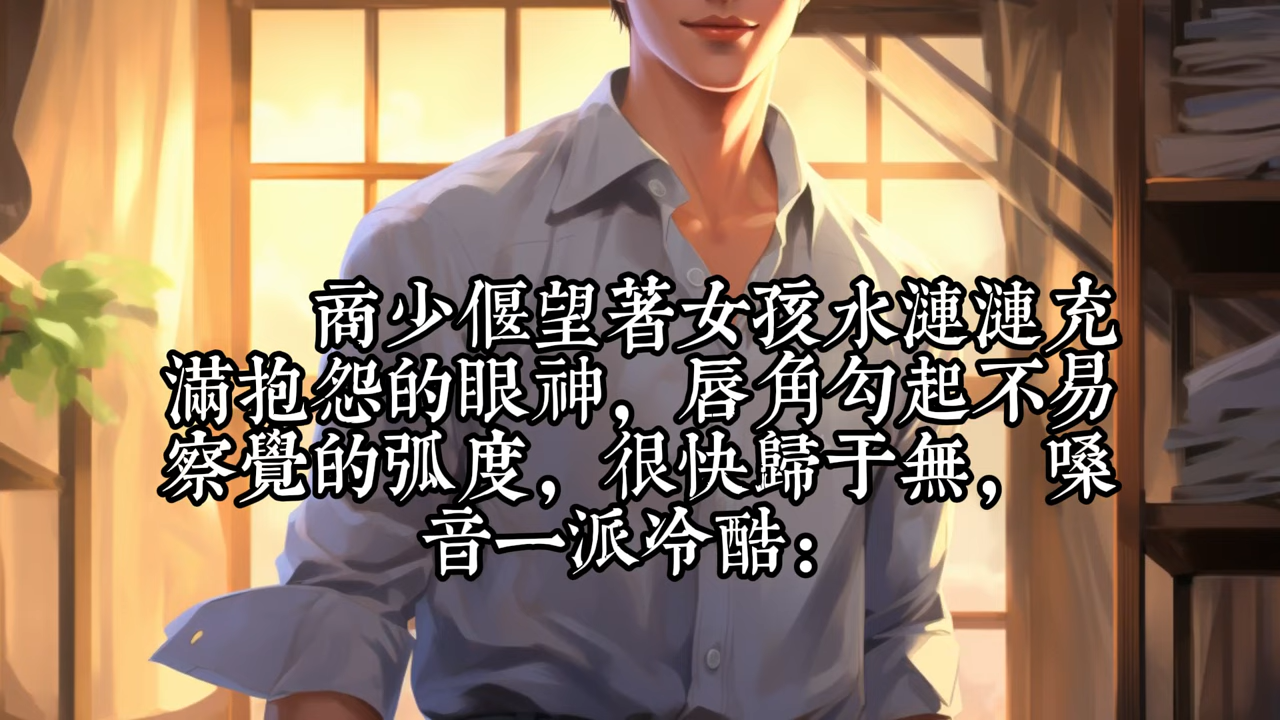 商少偃望著女孩水漣漣充
滿抱怨的眼神，唇角勾起不易
察覺的弧度，很快歸于無，嗓
音一派冷酷：